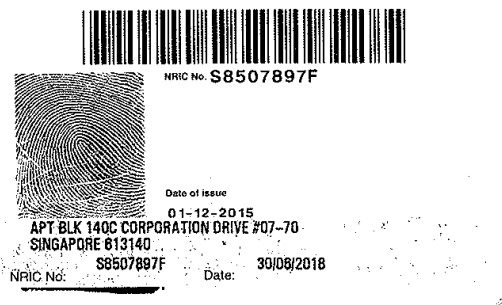 NRIC No. S8507897F
Date of issue
01-12-2015
APT BLK 140C CORPORATION DRIVE #07-70
SINGAPORE 613140
S8507897F
NRIC No: Date: 30/08/2018